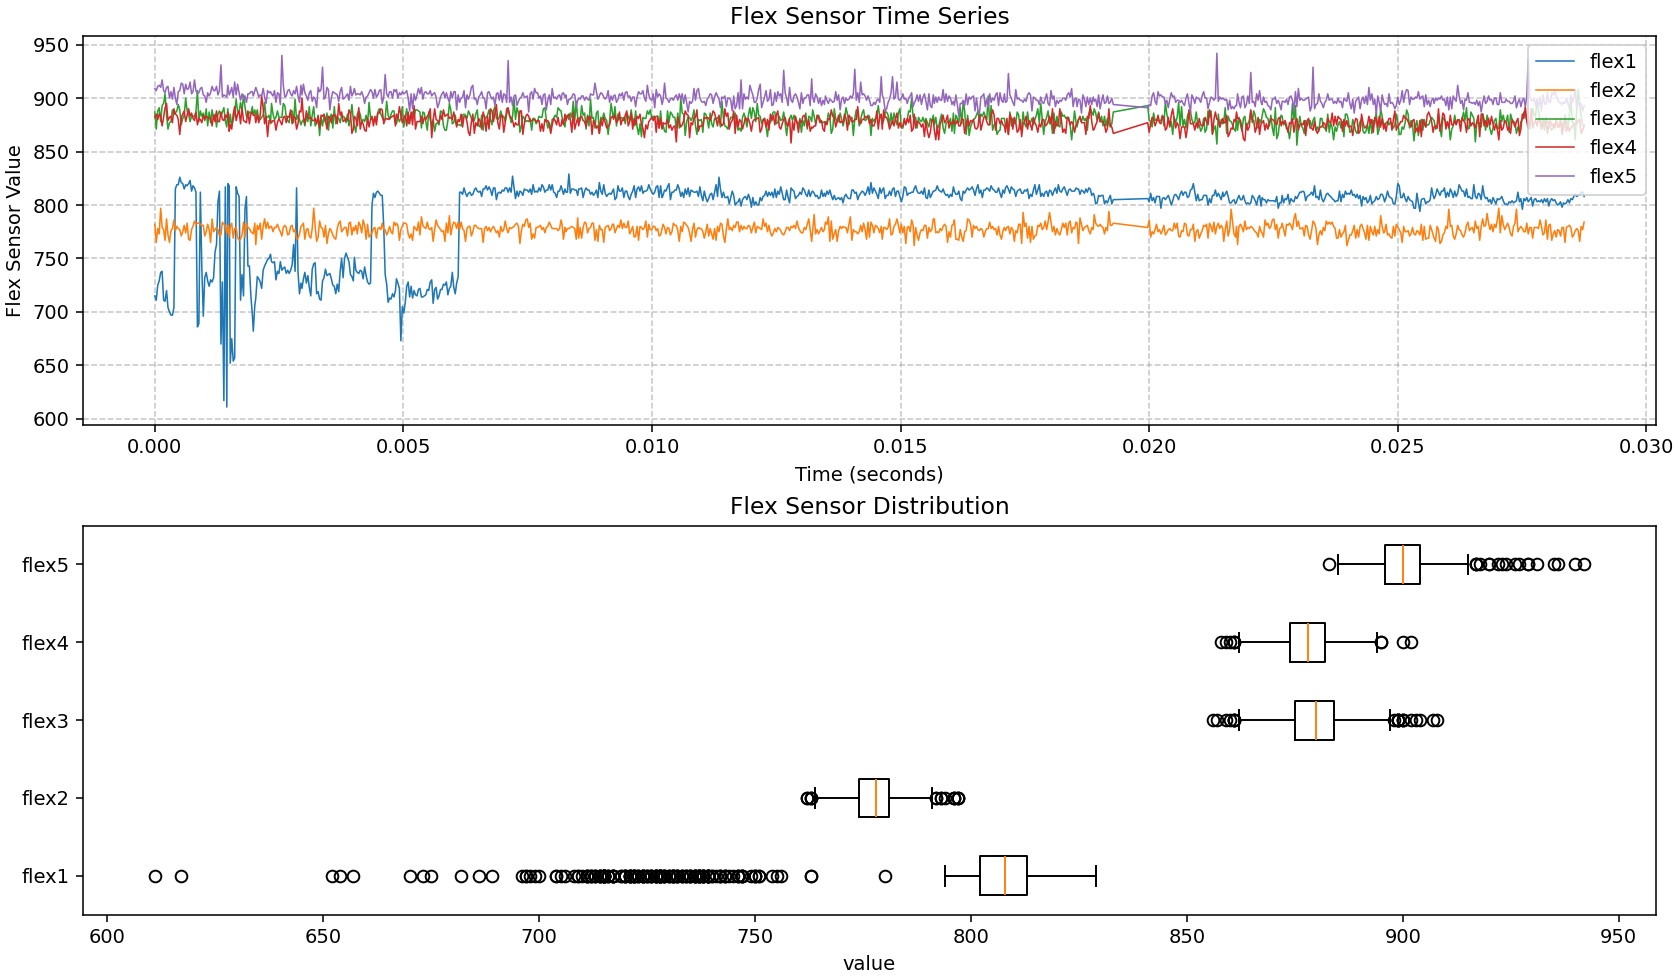 Flex Sensor Time Series
Flex Sensor Value
950
900
850
800
750
700
650
600
flex1
flex2
flex3
flex4
flex5
0.000 0.005 0.010 0.015 0.020 0.025 0.030
Time (seconds)
Flex Sensor Distribution
flex5
flex4
flex3
flex2
flex1
600 650 700 750 800 850 900 950
value